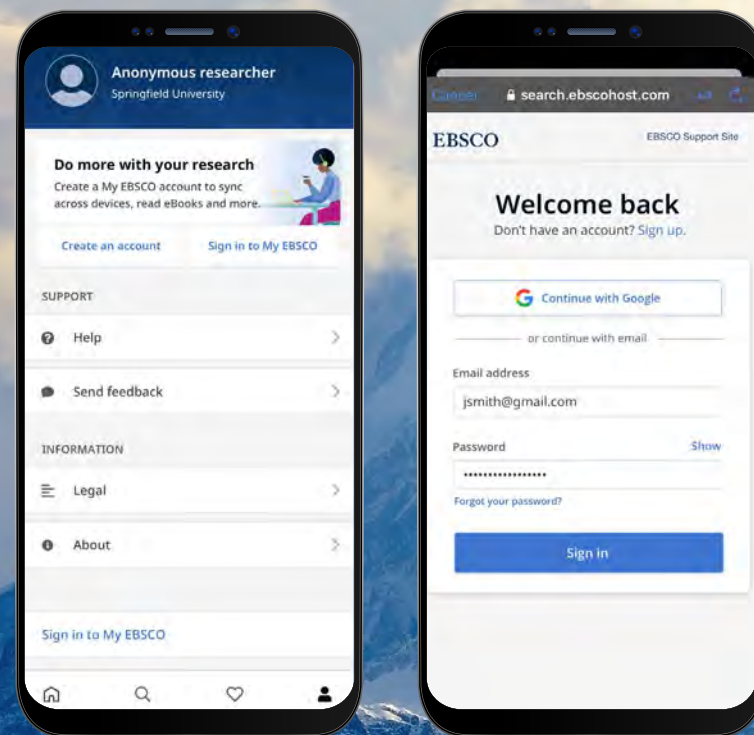 Anonymous researcher
Springfield University
Do more with your research
Create a My EBSCO account to sync
across devices, read eBooks and more.
Create an account
Sign in to My EBSCO
SUPPORT
Help
Send feedback
INFORMATION
Legal
About
Sign in to My EBSCO
Cancel
search.ebscohost.com
EBSCO
EBSCO Support Site
Welcome back
Don't have an account? Sign up.
Continue with Google
or continue with email
Email address
jsmith@gmail.com
Password
Show
Forgot your password?
Sign in